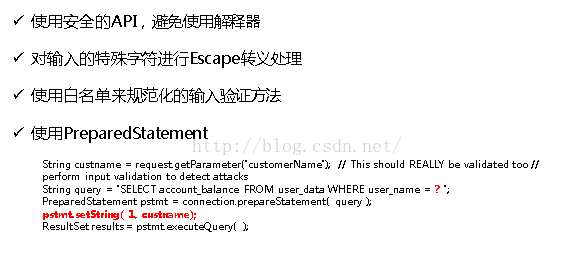 ✓ 使用安全的API，避免使用解释器
✓ 对输入的特殊字符进行Escape转义处理
✓ 使用白名单来规范化的输入验证方法
✓ 使用PreparedStatement
http://blog.csdn.net/
String custname = request.getParameter("customerName"); // This should REALLY be validated too //
perform input validation to detect attacks
String query = "SELECT account_balance FROM user_data WHERE user_name = ? ";
PreparedStatement pstmt = connection.prepareStatement( query );
pstmt.setString( 1, custname);
ResultSet results = pstmt.executeQuery( );